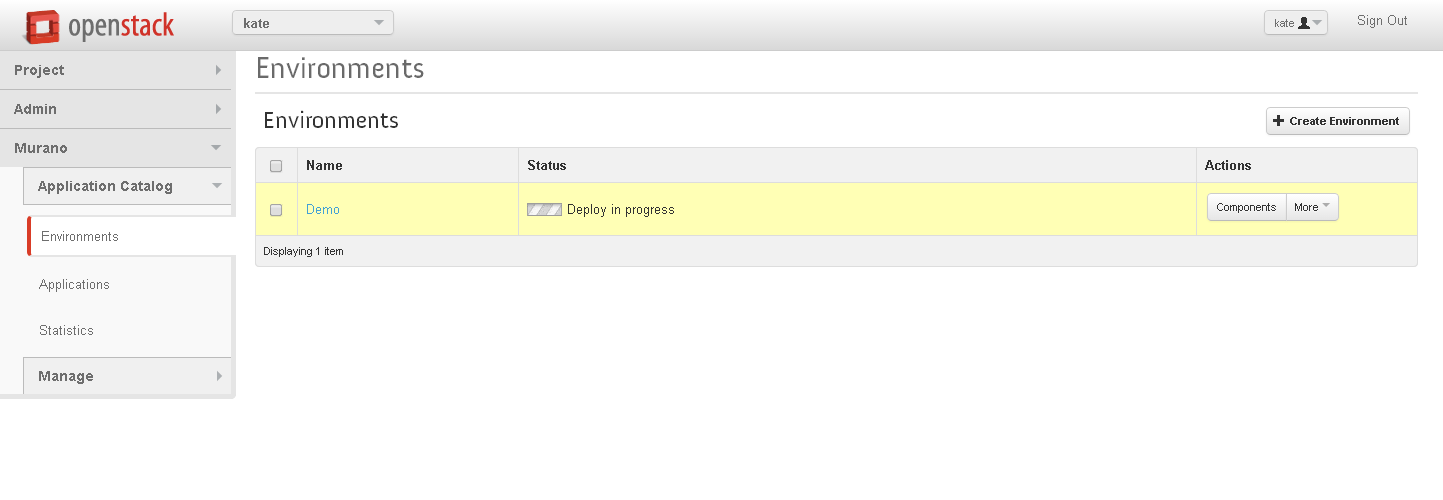 openstack
kate
kate
Sign Out
Project
Admin
Murano
Application Catalog
Environments
Applications
Statistics
Manage
Environments
Environments
Create Environment
Name Status Actions
Demo Deploy in progress Components More
Displaying 1 item